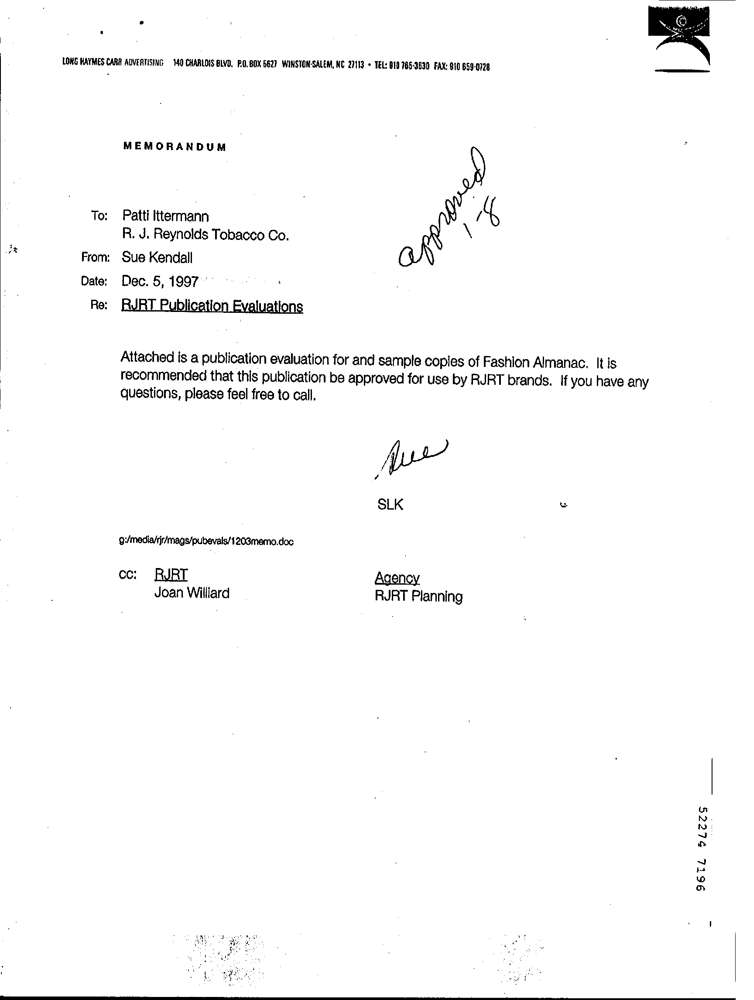 LONG HAYMES CARR ADVERTISING 140 CHARLOIS BLVD. P.O. BOX 5627 WINSTON-SALEM, NC 27113 • TEL: 910 765-3630 FAX: 910 659-0728
MEMORANDUM
approved
1-8
To: Patti Ittermann
R. J. Reynolds Tobacco Co.
From: Sue Kendall
Date: Dec. 5, 1997
Re: RJRT Publication Evaluations
Attached is a publication evaluation for and sample copies of Fashion Almanac. It is
recommended that this publication be approved for use by RJRT brands. If you have any
questions, please feel free to call.
Sue
SLK
g:/media/rjr/mags/pubevals/1203memo.doc
cc: RJRT Agency
Joan Williard RJRT Planning
52274 7196